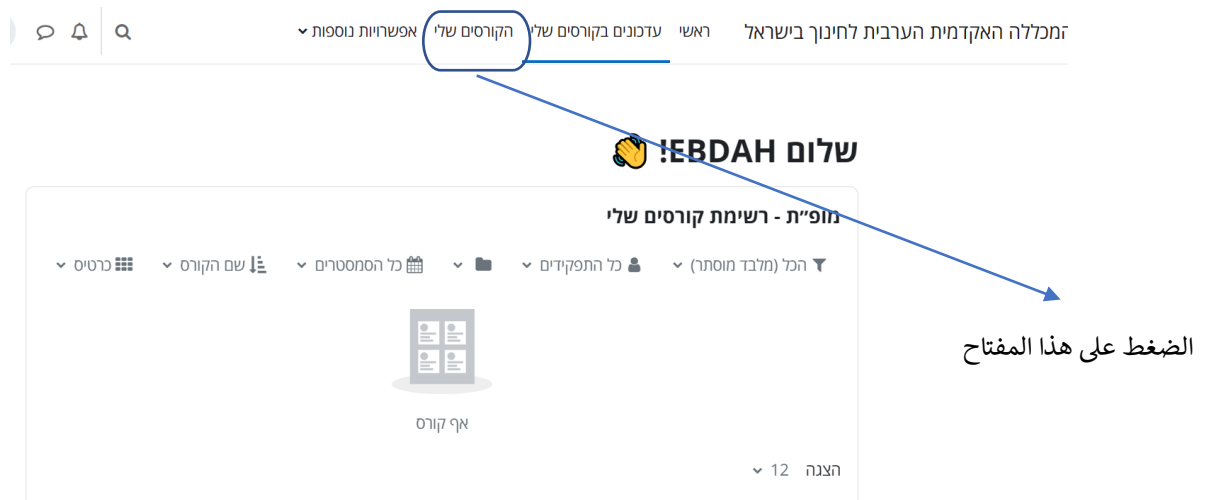 המכללה האקדמית הערבית לחינוך בישראל ראשי עדכונים בקורסים שלי הקורסים שלי אפשרויות נוספות
שלום EBDAH! 👋
מופ״ת - רשימת קורסים שלי
הכל (מלבד מוסתר) כל התפקידים כל הסמסטרים שם הקורס כרטיס
الضغط على هذا المفتاح
אף קורס
הצגה 12